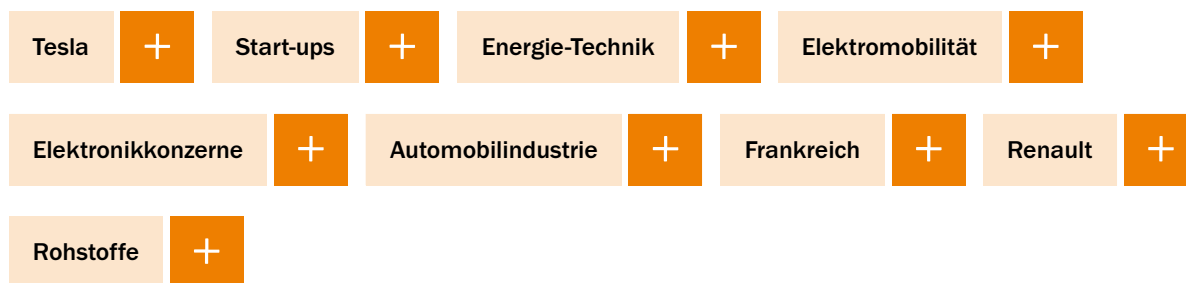 Tesla + Start-ups + Energie-Technik + Elektromobilität +
Elektronikkonzerne + Automobilindustrie + Frankreich + Renault +
Rohstoffe +